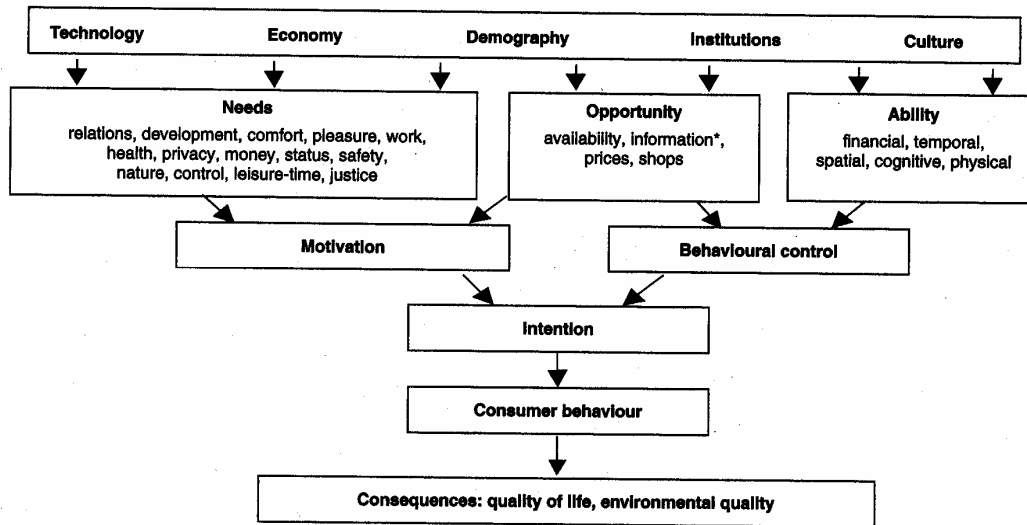 Technology Economy Demography Institutions Culture
Needs
relations, development, comfort, pleasure, work,
health, privacy, money, status, safety,
nature, control, leisure-time, justice
Opportunity
availability, information*,
prices, shops
Ability
financial, temporal,
spatial, cognitive, physical
Motivation
Behavioural control
Intention
Consumer behaviour
Consequences: quality of life, environmental quality